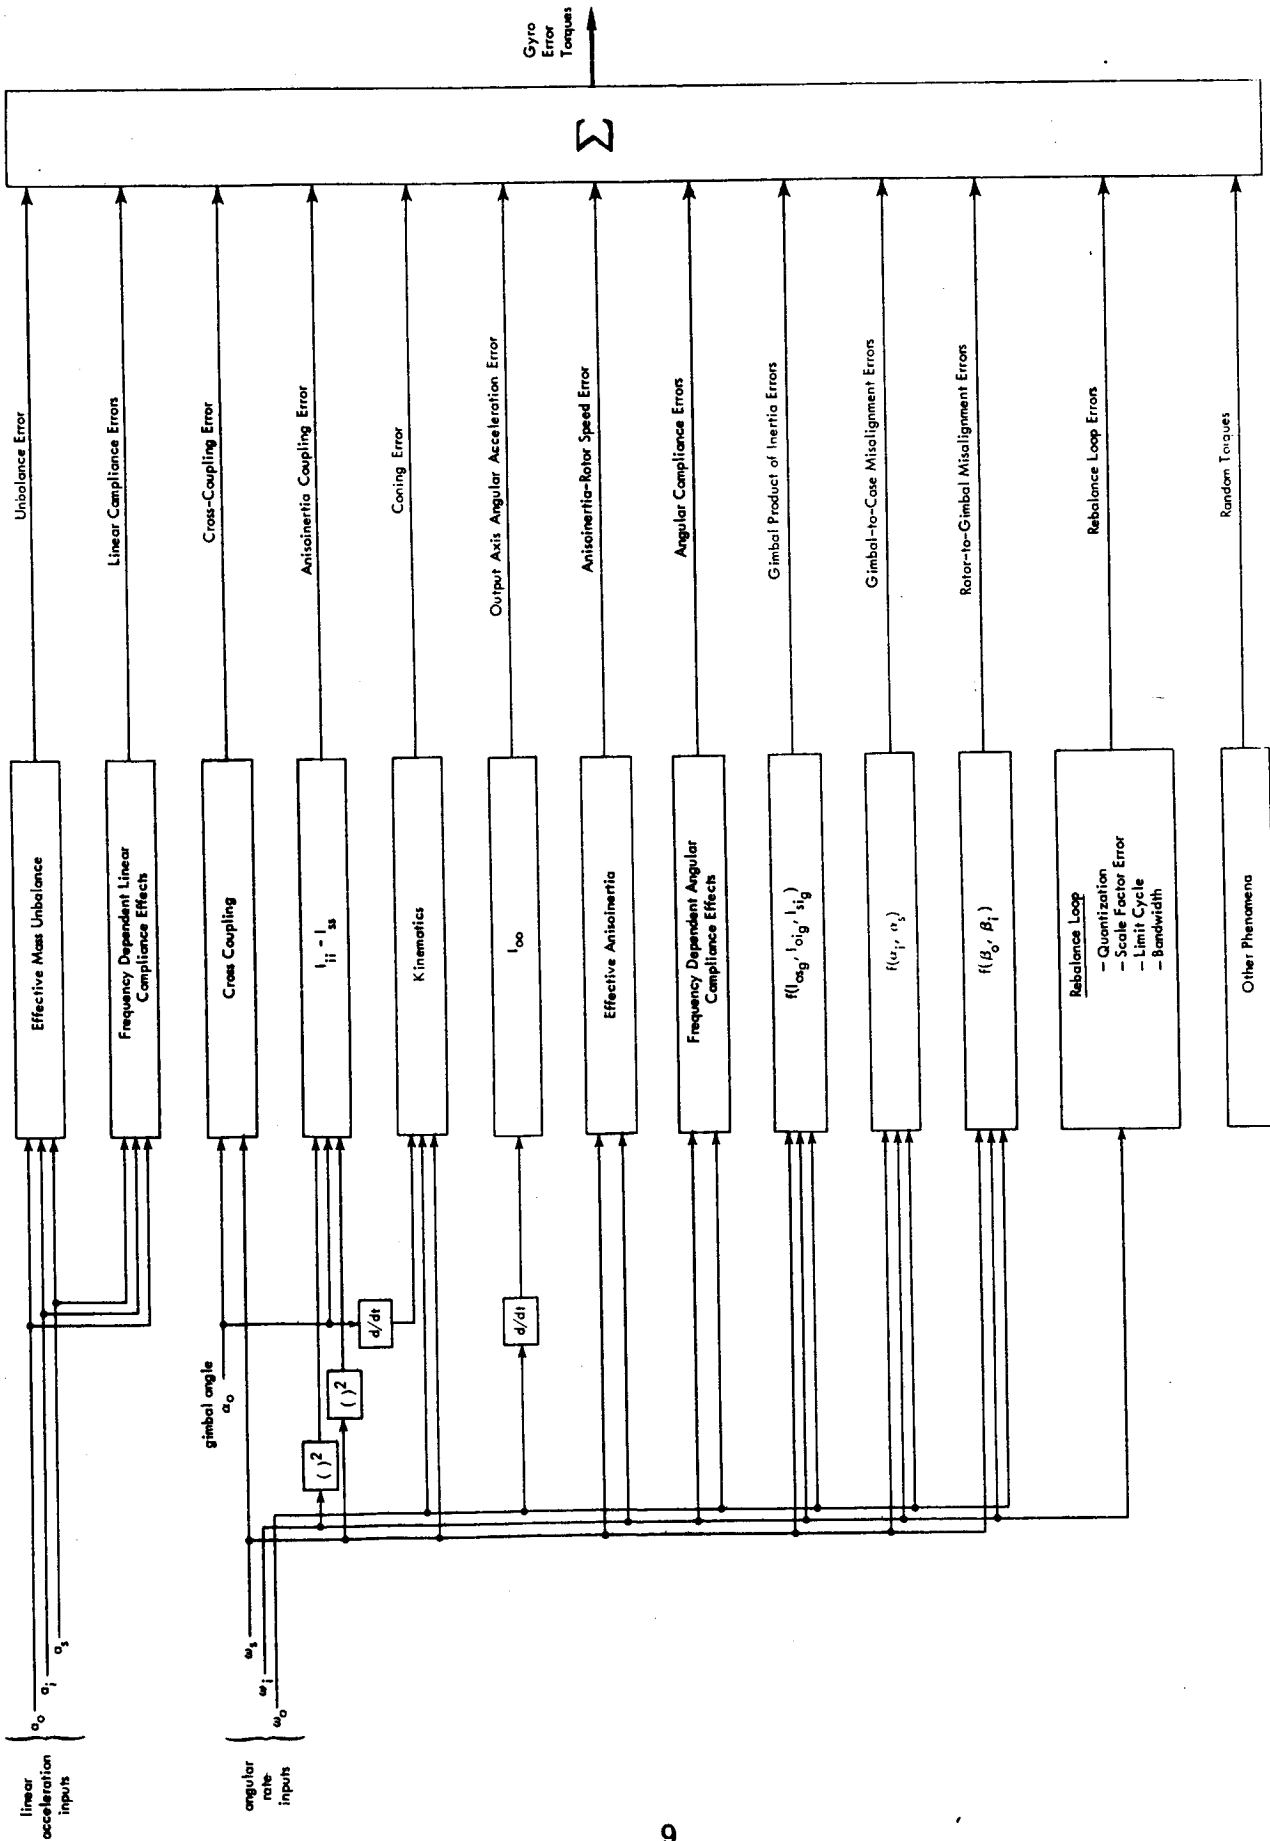 linear
acceleration
inputs
a_o
a_i
a_s
angular
rate
inputs
ω_o
ω_i
ω_s
gimbal angle
α_o
( )²
( )²
d/dt
d/dt
Effective Mass Unbalance
Frequency Dependent Linear
Compliance Effects
Cross Coupling
I_ii - I_ss
Kinematics
I_oo
Effective Anisoinertia
Frequency Dependent Angular
Compliance Effects
f(I_osg, I_oig, I_sig)
f(α_i, α_s)
f(β_o, β_i)
Rebalance Loop
- Quantization
- Scale Factor Error
- Limit Cycle
- Bandwidth
Other Phenomena
Unbalance Error
Linear Compliance Errors
Cross-Coupling Error
Anisoinertia Coupling Error
Coning Error
Output Axis Angular Acceleration Error
Anisoinertia-Rotor Speed Error
Angular Compliance Errors
Gimbal Product of Inertia Errors
Gimbal-to-Case Misalignment Errors
Rotor-to-Gimbal Misalignment Errors
Rebalance Loop Errors
Random Torques
Σ
Gyro
Error
Torques
9